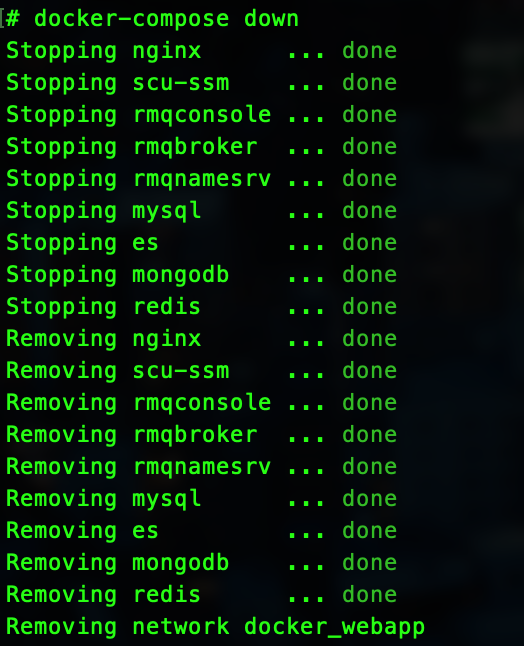 [# docker-compose down
Stopping nginx      ... done
Stopping scu-ssm    ... done
Stopping rmqconsole ... done
Stopping rmqbroker  ... done
Stopping rmqnamesrv ... done
Stopping mysql      ... done
Stopping es         ... done
Stopping mongodb    ... done
Stopping redis      ... done
Removing nginx      ... done
Removing scu-ssm    ... done
Removing rmqconsole ... done
Removing rmqbroker  ... done
Removing rmqnamesrv ... done
Removing mysql      ... done
Removing es         ... done
Removing mongodb    ... done
Removing redis      ... done
Removing network docker_webapp